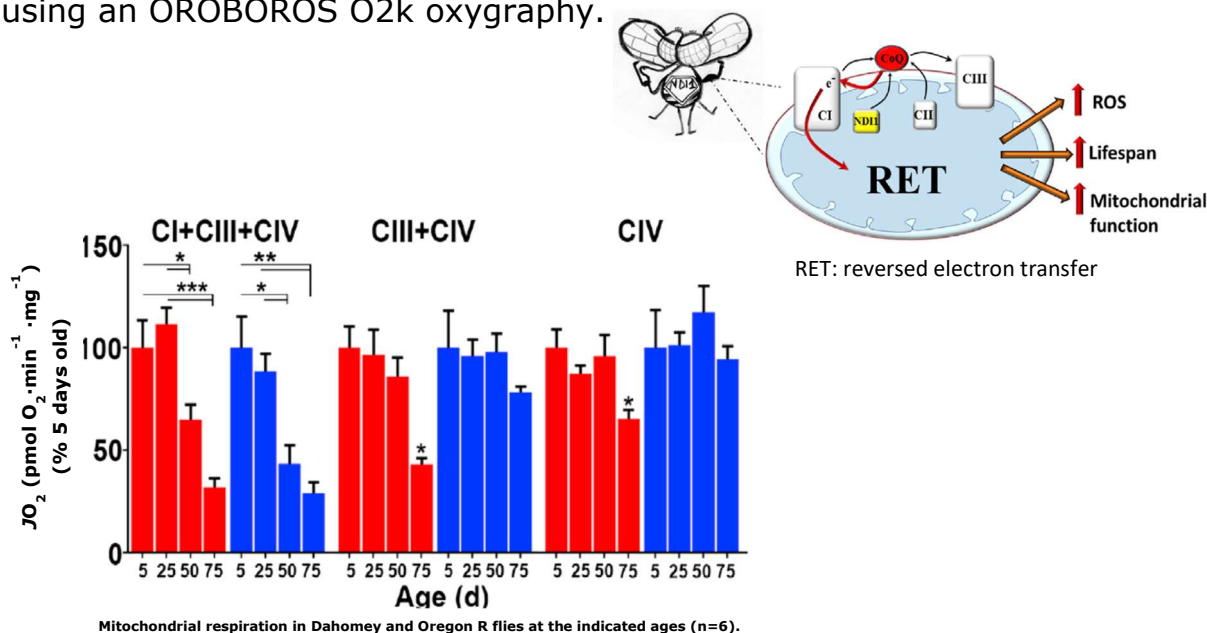 using an OROBOROS O2k oxygraphy.
NDI1
CoQ
e-
CI
NDI1
CII
CIII
RET
ROS
Lifespan
Mitochondrial
function
RET: reversed electron transfer
CI+CIII+CIV
CIII+CIV
CIV
JO2 (pmol O2·min-1 ·mg-1)
(% 5 days old)
150
100
50
0
* ** *** *
*
*
5 25 50 75 5 25 50 75 5 25 50 75 5 25 50 75 5 25 50 75 5 25 50 75
Age (d)
Mitochondrial respiration in Dahomey and Oregon R flies at the indicated ages (n=6).